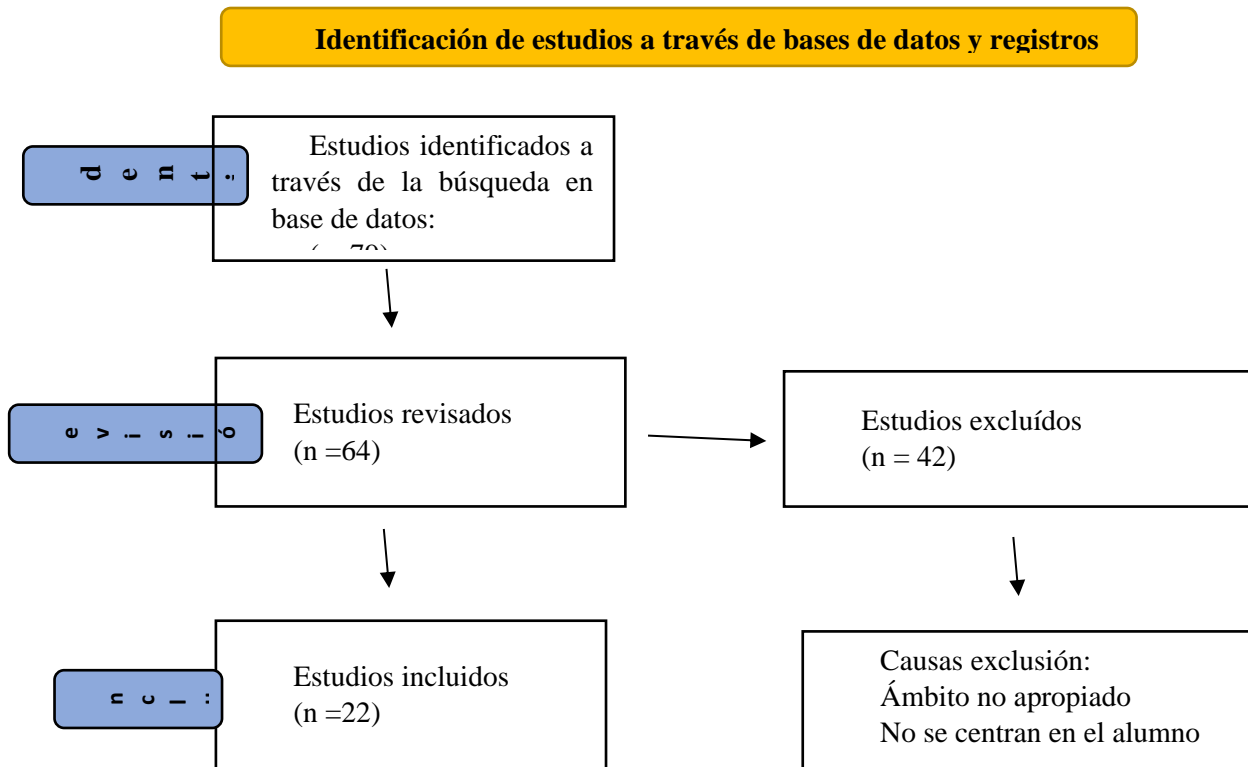 Identificación de estudios a través de bases de datos y registros
d e n t i
Estudios identificados a
través de la búsqueda en
base de datos:
e v i s i ó
Estudios revisados
(n =64)
Estudios excluídos
(n = 42)
n c l
Estudios incluidos
(n =22)
Causas exclusión:
Ámbito no apropiado
No se centran en el alumno